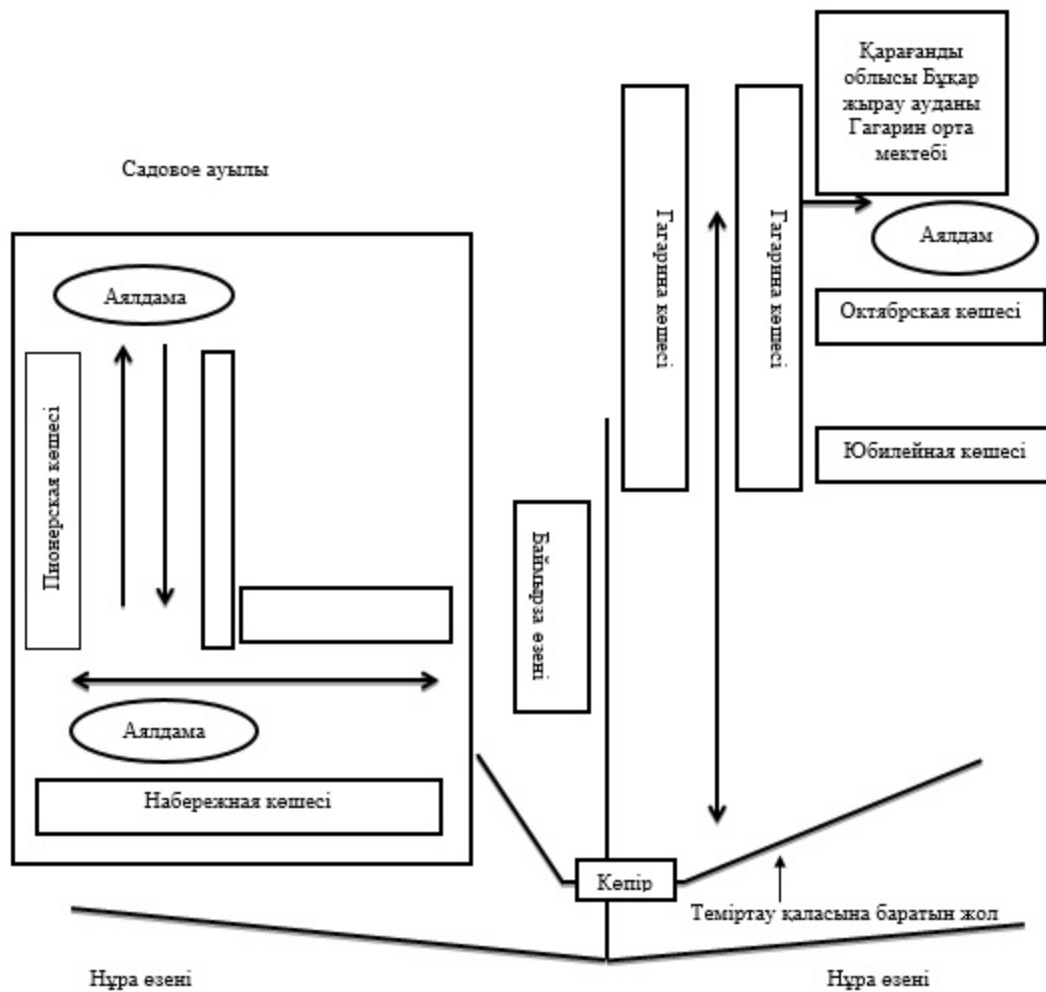 Қарағанды
облысы Бұқар
жырау ауданы
Гагарин орта
мектебі
Садовое ауылы
Гагарина көшесі
Гагарина көшесі
Аялдам
Аялдама
Октябрская көшесі
Пионерская көшесі
Юбилейная көшесі
Баймырза өзені
Аялдама
Набережная көшесі
Көпір
Теміртау қаласына баратын жол
Нұра өзені
Нұра өзені